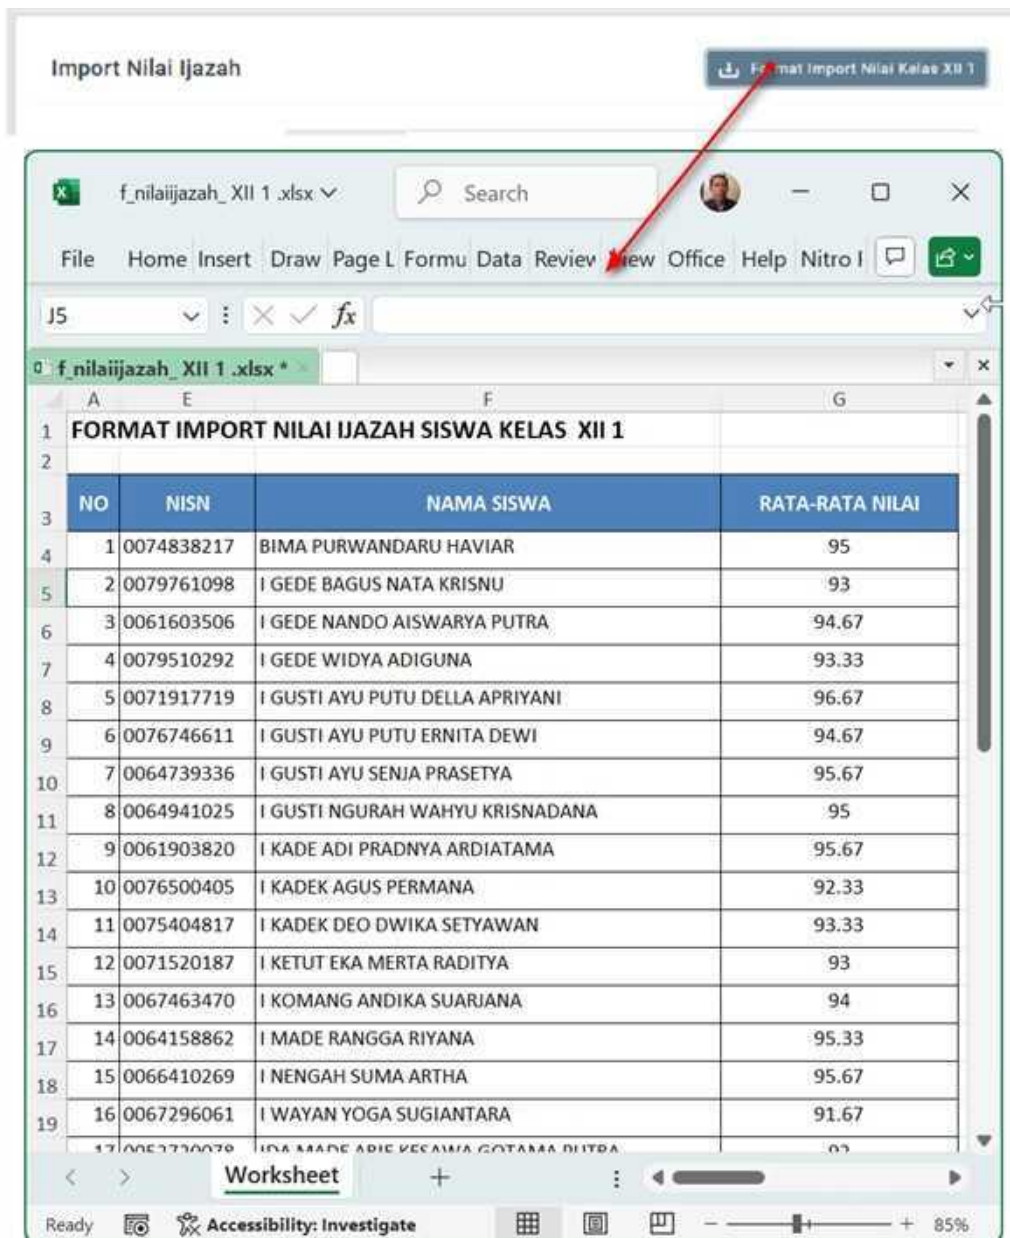 Import Nilai Ijazah
Format Import Nilai Kelas XII 1
f_nilaiijazah_ XII 1 .xlsx
Search
File Home Insert Draw Page L Formu Data Review View Office Help Nitro
J5
fx
f_nilaiijazah_ XII 1 .xlsx *
A E F G
1 FORMAT IMPORT NILAI IJAZAH SISWA KELAS XII 1
2
3 NO NISN NAMA SISWA RATA-RATA NILAI
4 1 0074838217 BIMA PURWANDARU HAVIAR 95
5 2 0079761098 I GEDE BAGUS NATA KRISNU 93
6 3 0061603506 I GEDE NANDO AISWARYA PUTRA 94.67
7 4 0079510292 I GEDE WIDYA ADIGUNA 93.33
8 5 0071917719 I GUSTI AYU PUTU DELLA APRIYANI 96.67
9 6 0076746611 I GUSTI AYU PUTU ERNITA DEWI 94.67
10 7 0064739336 I GUSTI AYU SENJA PRASETYA 95.67
11 8 0064941025 I GUSTI NGURAH WAHYU KRISNADANA 95
12 9 0061903820 I KADE ADI PRADNYA ARDIATAMA 95.67
13 10 0076500405 I KADEK AGUS PERMANA 92.33
14 11 0075404817 I KADEK DEO DWIKA SETYAWAN 93.33
15 12 0071520187 I KETUT EKA MERTA RADITYA 93
16 13 0067463470 I KOMANG ANDIKA SUARJANA 94
17 14 0064158862 I MADE RANGGA RIYANA 95.33
18 15 0066410269 I NENGAH SUMA ARTHA 95.67
19 16 0067296061 I WAYAN YOGA SUGIANTARA 91.67
Worksheet
Ready Accessibility: Investigate 85%